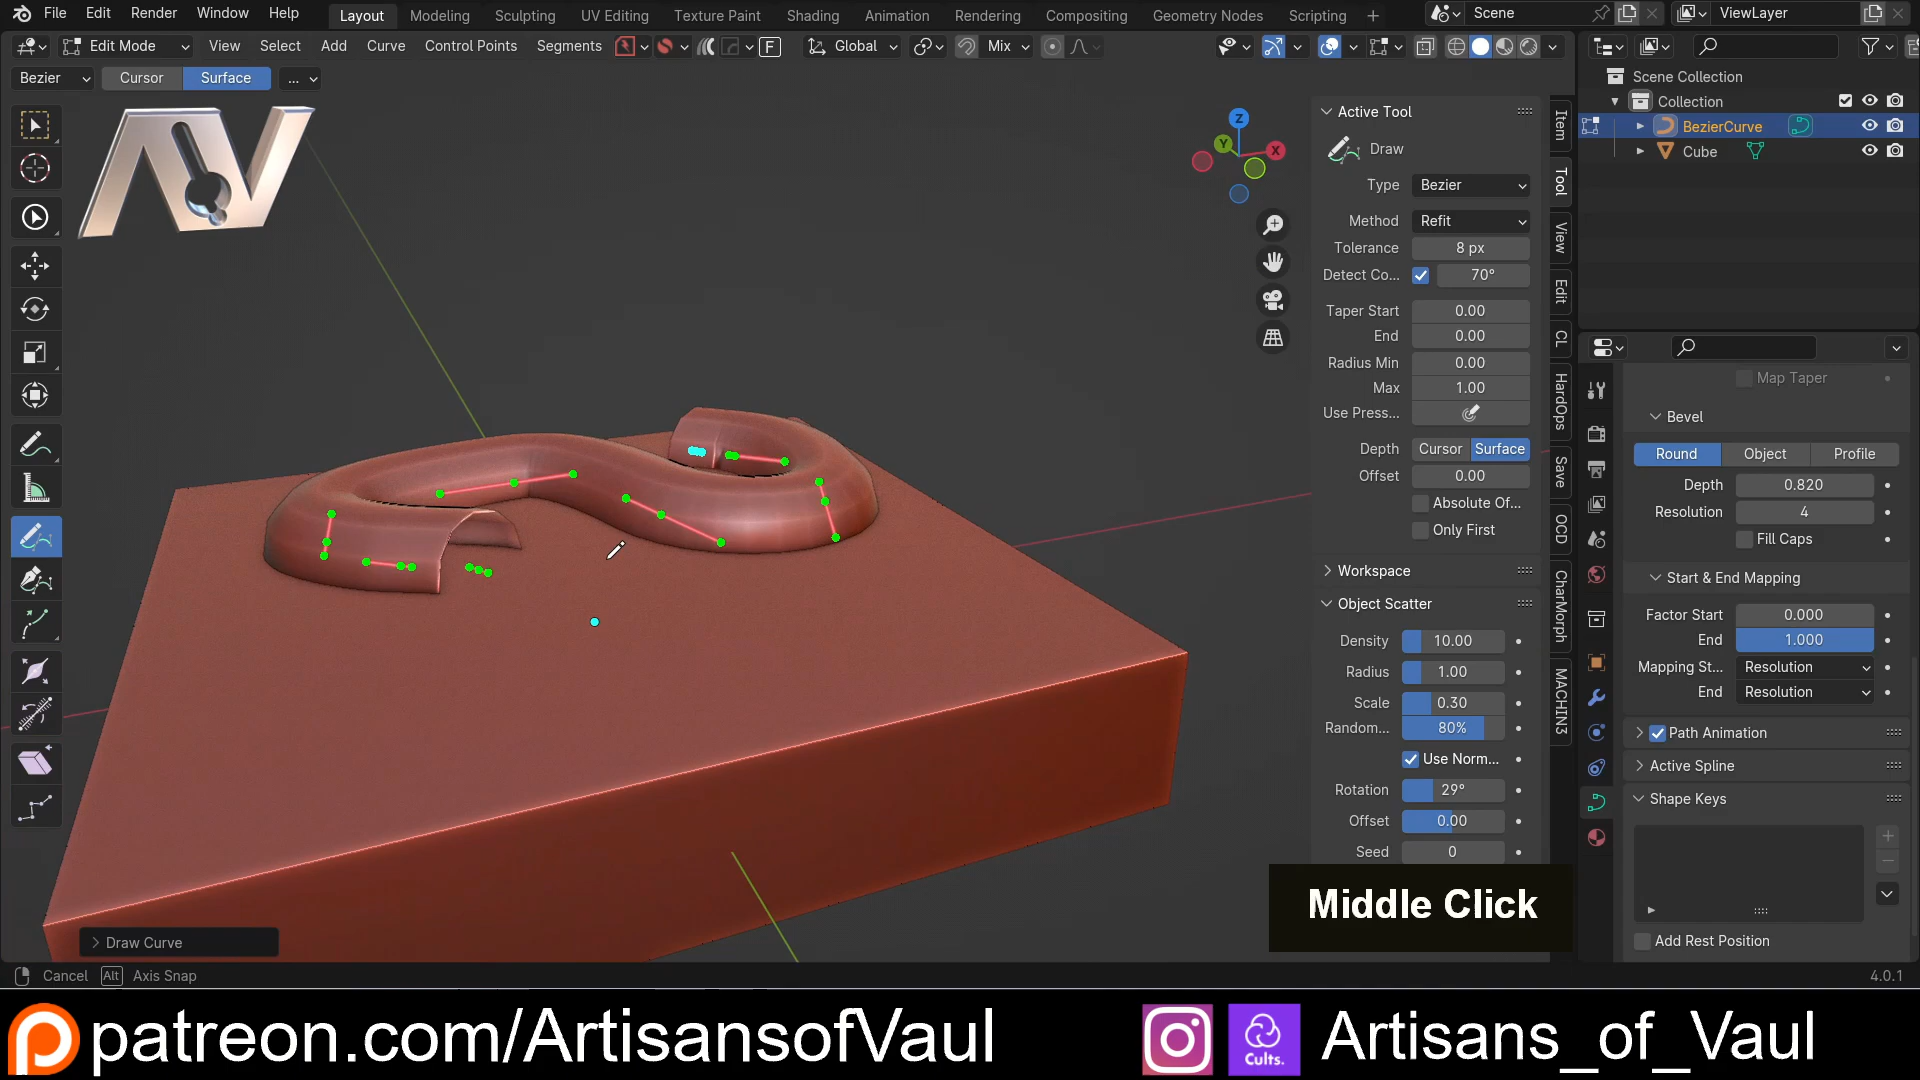 File Edit Render Window Help Layout Modeling Sculpting UV Editing Texture Paint Shading Animation Rendering Compositing Geometry Nodes Scripting + Scene ViewLayer
Edit Mode View Select Add Curve Control Points Segments F Global Mix
Bezier Cursor Surface ...
AV
Z
Y
X
Active Tool
Draw
Type Bezier
Method Refit
Tolerance 8 px
Detect Co... 70°
Taper Start 0.00
End 0.00
Radius Min 0.00
Max 1.00
Use Press...
Depth Cursor Surface
Offset 0.00
Absolute Of...
Only First
Workspace
Object Scatter
Density 10.00
Radius 1.00
Scale 0.30
Random... 80%
Use Norm...
Rotation 29°
Offset 0.00
Seed 0
Item
Tool
View
Edit
CL
HardOps
Save
OCD
CharMorph
MACHIN3
Scene Collection
Collection
BezierCurve
Cube
Map Taper
Bevel
Round Object Profile
Depth 0.820
Resolution 4
Fill Caps
Start & End Mapping
Factor Start 0.000
End 1.000
Mapping St... Resolution
End Resolution
Path Animation
Active Spline
Shape Keys
Add Rest Position
Middle Click
Draw Curve
Cancel Alt Axis Snap
4.0.1
patreon.com/ArtisansofVaul
Cults.
Artisans_of_Vaul